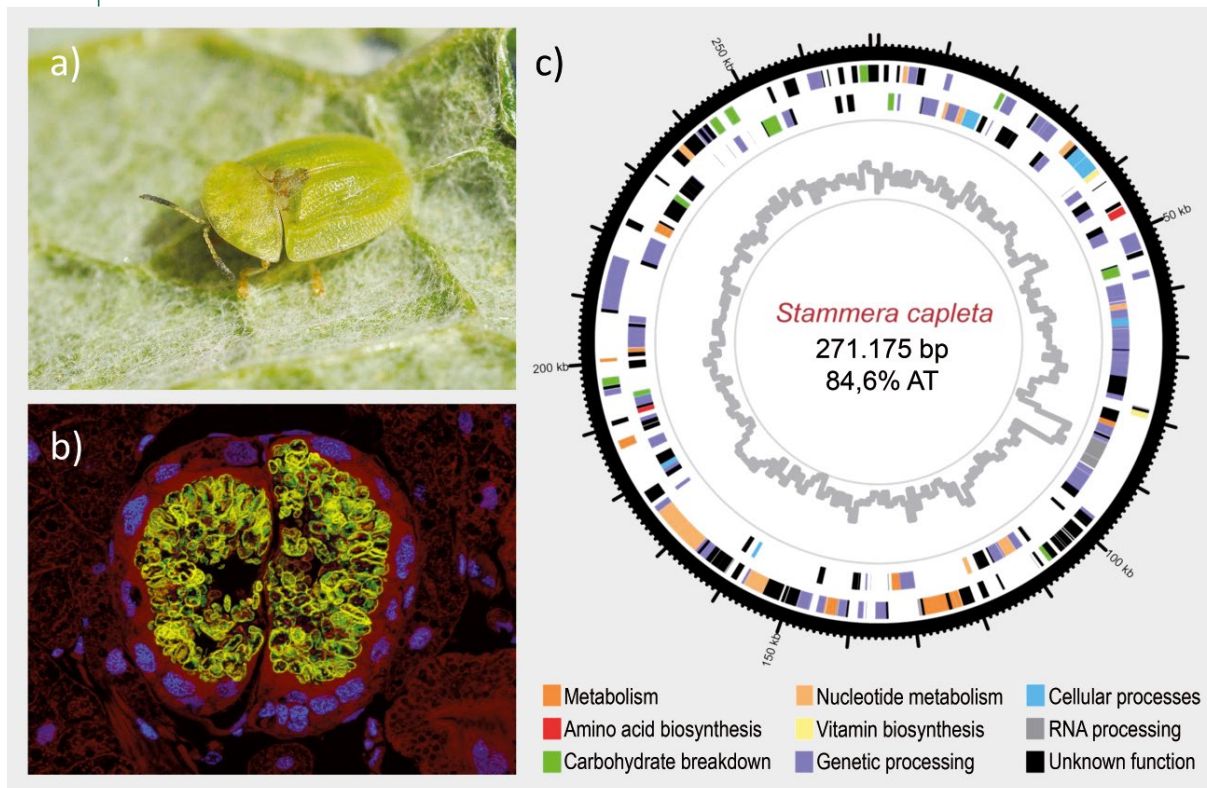 a)
b)
c)
250 kb
50 kb
200 kb
100 kb
150 kb
Stammera capleta
271.175 bp
84,6% AT
Metabolism
Nucleotide metabolism
Cellular processes
Amino acid biosynthesis
Vitamin biosynthesis
RNA processing
Carbohydrate breakdown
Genetic processing
Unknown function